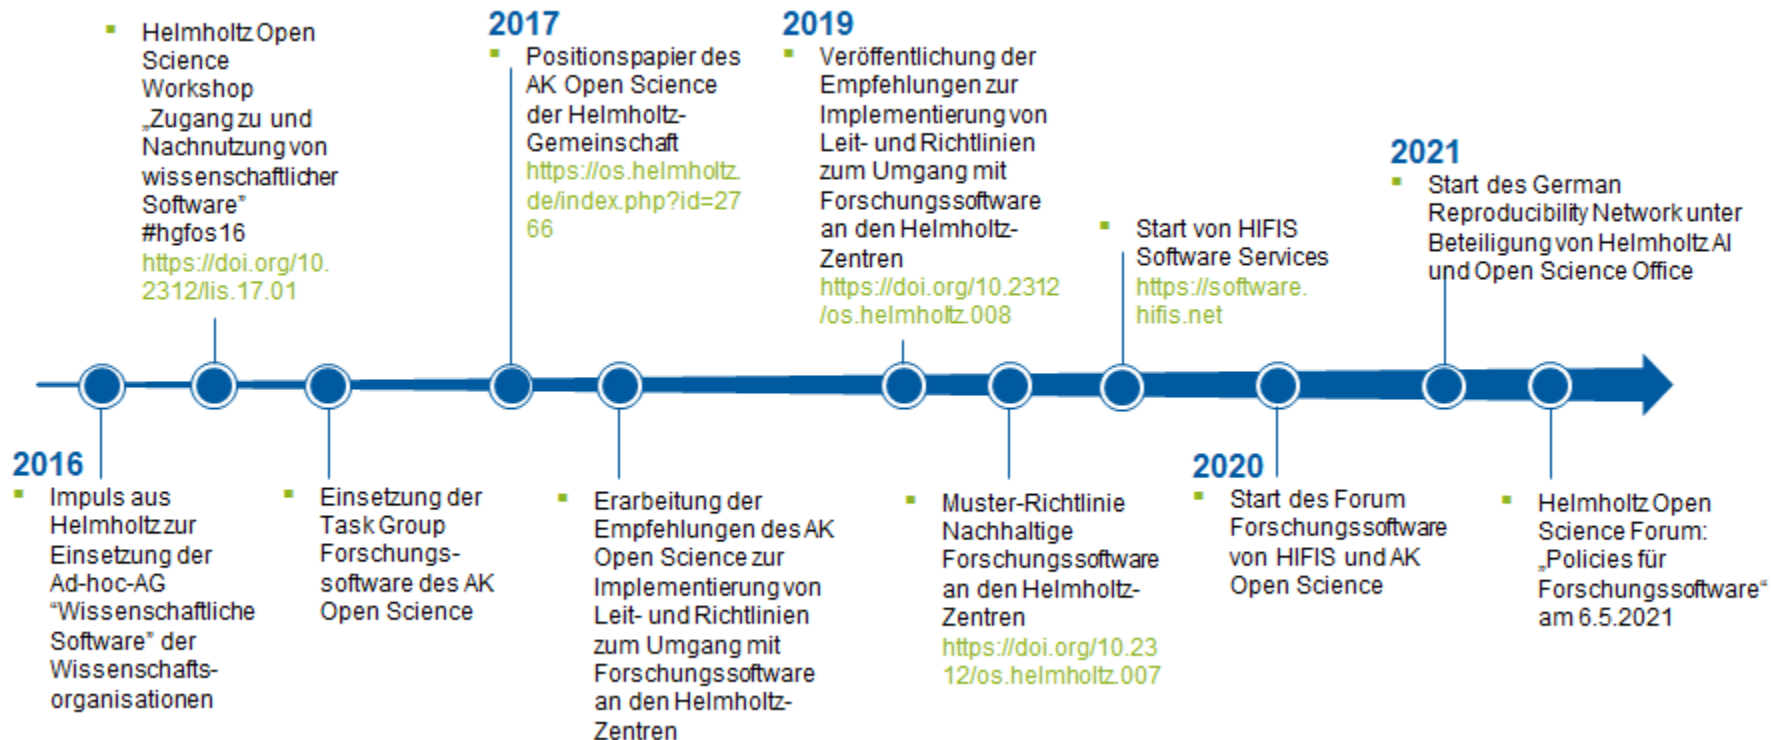 2016
Impuls aus
Helmholtz zur
Einsetzung der
Ad-hoc-AG
“Wissenschaftliche
Software” der
Wissenschafts-
organisationen
Helmholtz Open
Science
Workshop
„Zugang zu und
Nachnutzung von
wissenschaftlicher
Software”
#hgfos16
https://doi.org/10.
2312/lis.17.01
Einsetzung der
Task Group
Forschungs-
software des AK
Open Science
2017
Positionspapier des
AK Open Science
der Helmholtz-
Gemeinschaft
https://os.helmholtz.
de/index.php?id=27
66
Erarbeitung der
Empfehlungen des AK
Open Science zur
Implementierung von
Leit- und Richtlinien
zum Umgang mit
Forschungssoftware
an den Helmholtz-
Zentren
2019
Veröffentlichung der
Empfehlungen zur
Implementierung von
Leit- und Richtlinien
zum Umgang mit
Forschungssoftware
an den Helmholtz-
Zentren
https://doi.org/10.2312
/os.helmholtz.008
Muster-Richtlinie
Nachhaltige
Forschungssoftware
an den Helmholtz-
Zentren
https://doi.org/10.23
12/os.helmholtz.007
Start von HIFIS
Software Services
https://software.
hifis.net
2020
Start des Forum
Forschungssoftware
von HIFIS und AK
Open Science
2021
Start des German
Reproducibility Network unter
Beteiligung von Helmholtz AI
und Open Science Office
Helmholtz Open
Science Forum:
„Policies für
Forschungssoftware“
am 6.5.2021